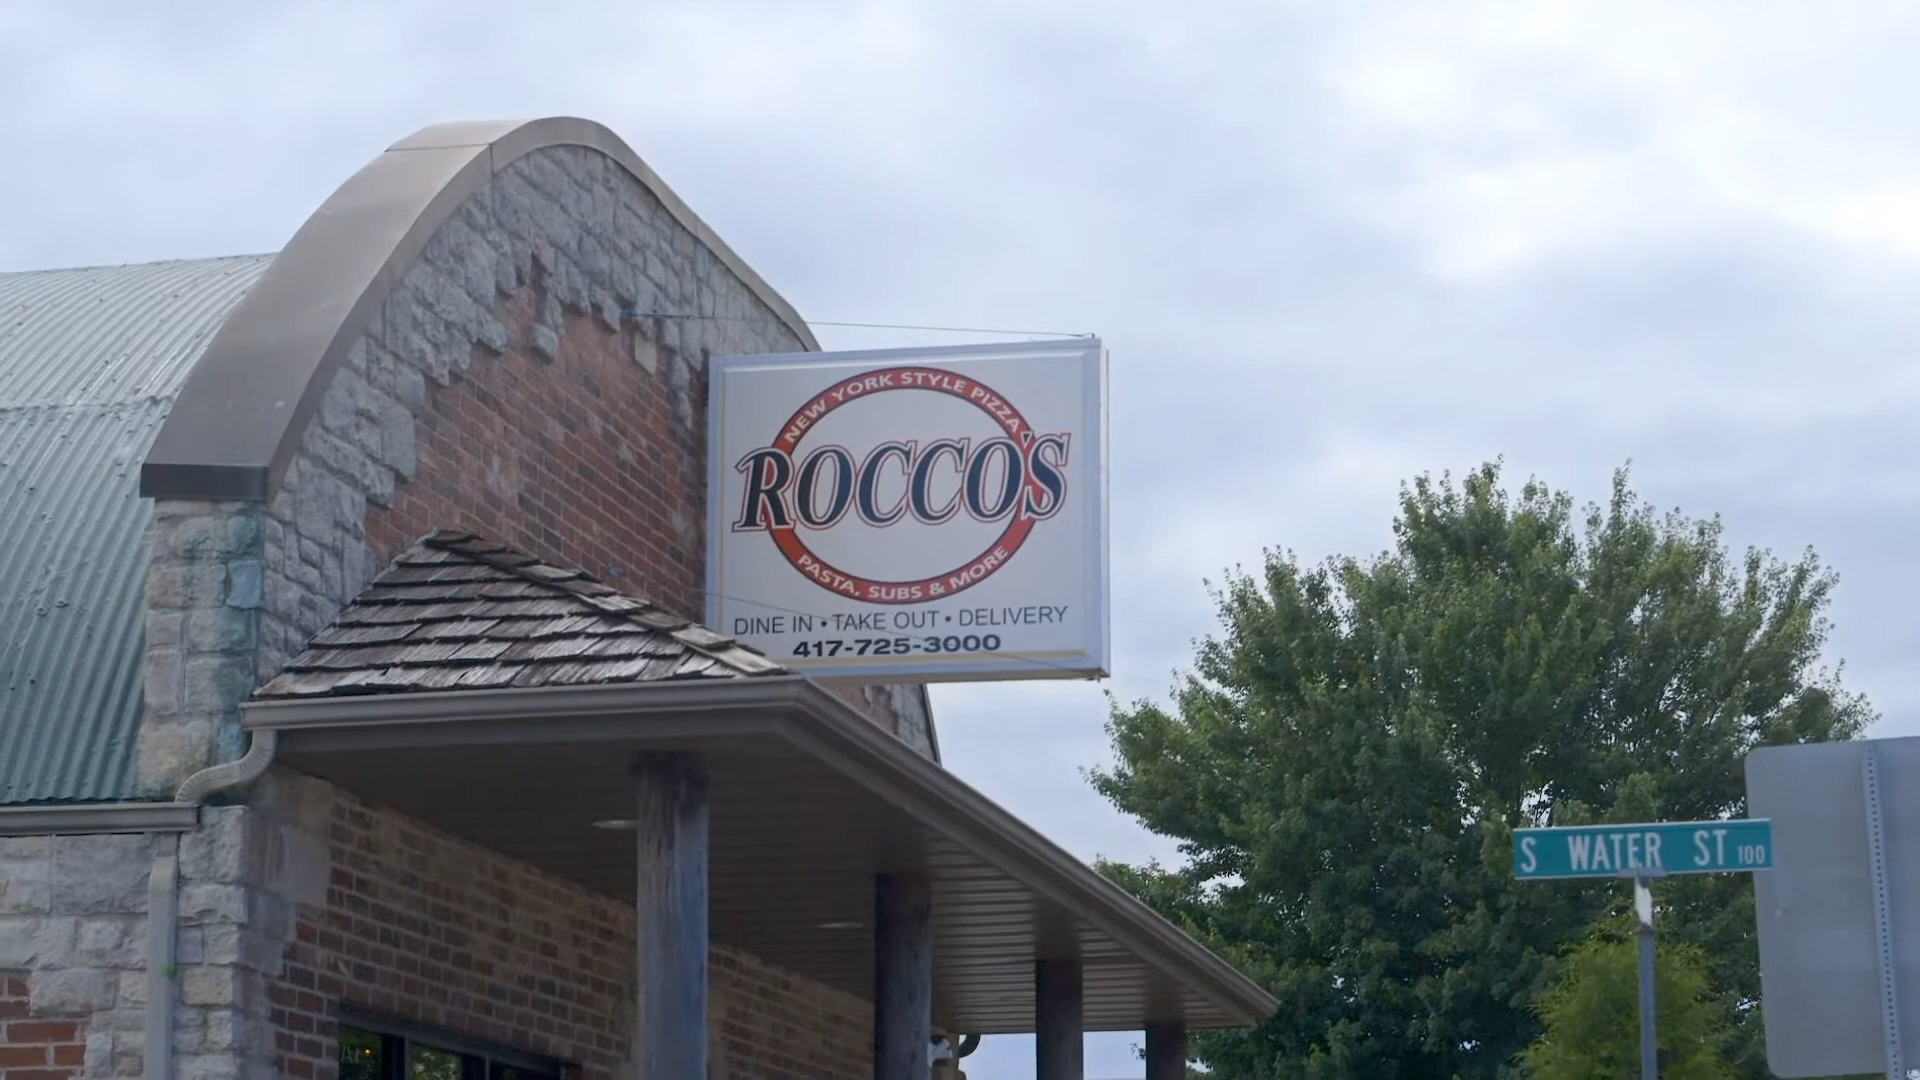 NEW YORK STYLE PIZZA
ROCCO'S
PASTA, SUBS & MORE
DINE IN • TAKE OUT • DELIVERY
417-725-3000
S WATER ST 100